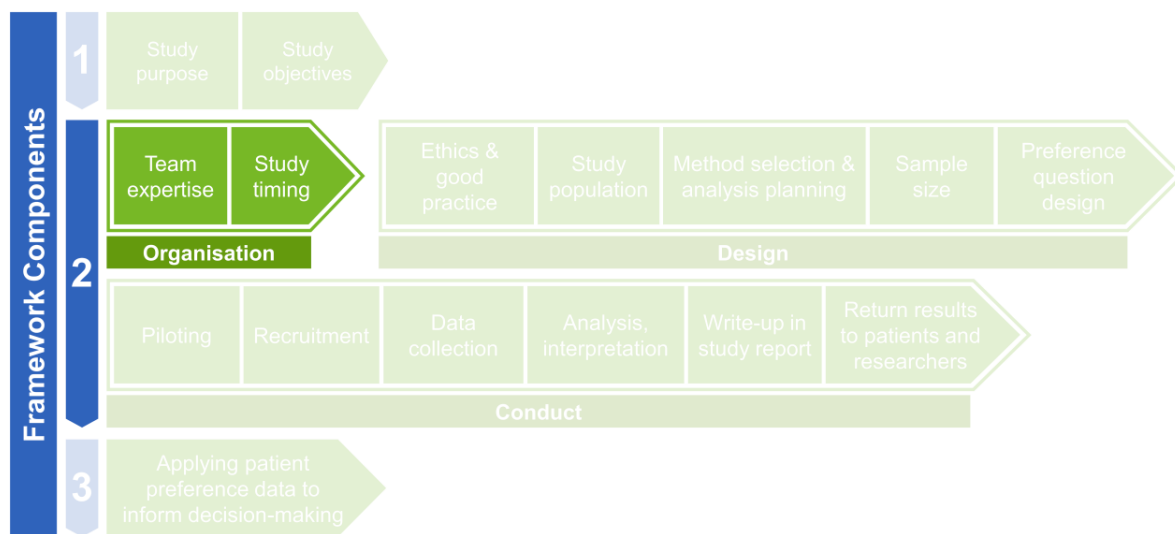 Framework Components
1
Study
purpose
Study
objectives
2
Team
expertise
Study
timing
Organisation
Ethics &
good
practice
Study
population
Method selection &
analysis planning
Sample
size
Preference
question
design
Design
Piloting
Recruitment
Data
collection
Analysis,
interpretation
Write-up in
study report
Return results
to patients and
researchers
Conduct
3
Applying patient
preference data to
inform decision-making